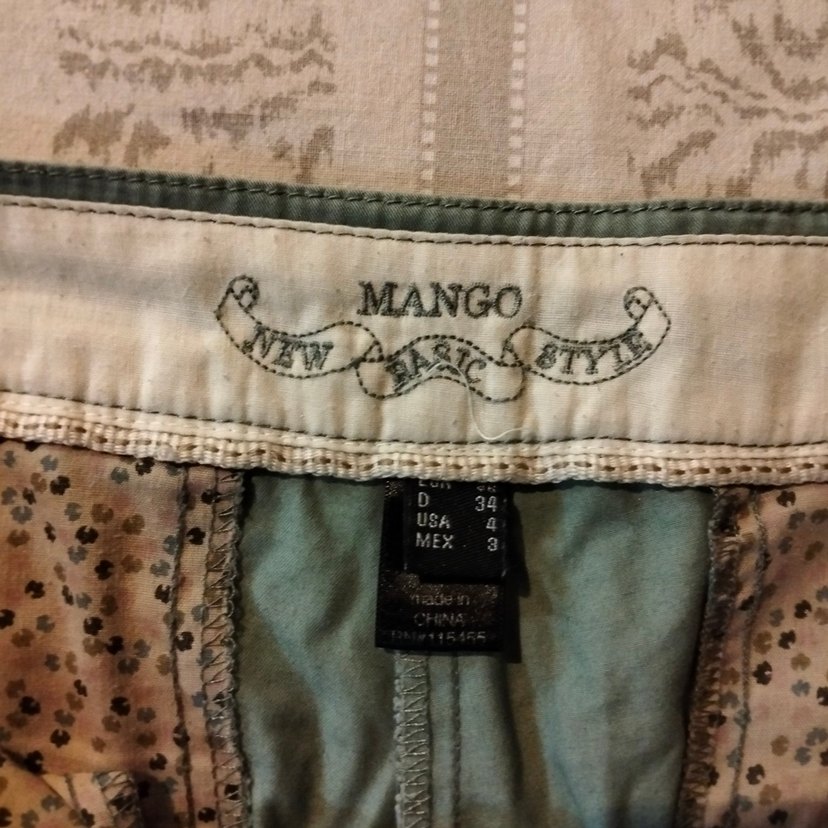 MANGO
NEW BASIC STYLE
D 34
USA 4
MEX 3
made in
CHINA